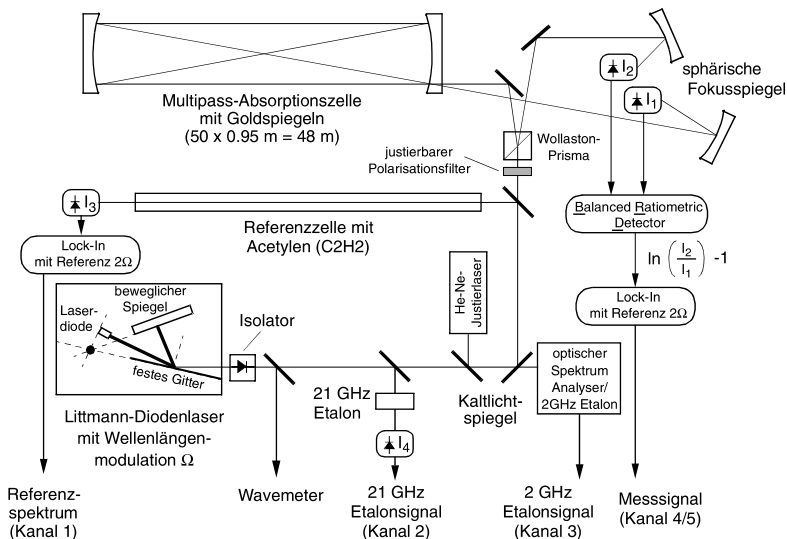 Multipass-Absorptionszelle
mit Goldspiegeln
(50 x 0.95 m = 48 m)
I2
I1
sphärische
Fokusspiegel
Wollaston-
Prisma
justierbarer
Polarisationsfilter
I3
Referenzzelle mit
Acetylen (C2H2)
Balanced Ratiometric
Detector
Lock-In
mit Referenz 2Ω
ln (I2/I1) -1
Lock-In
mit Referenz 2Ω
beweglicher
Spiegel
Laser-
diode
festes Gitter
Isolator
He-Ne-
Justierlaser
Kaltlicht-
spiegel
optischer
Spektrum
Analyser/
2GHz Etalon
21 GHz
Etalon
I4
Littmann-Diodenlaser
mit Wellenlängen-
modulation Ω
Referenz-
spektrum
(Kanal 1)
Wavemeter
21 GHz
Etalonsignal
(Kanal 2)
2 GHz
Etalonsignal
(Kanal 3)
Messsignal
(Kanal 4/5)